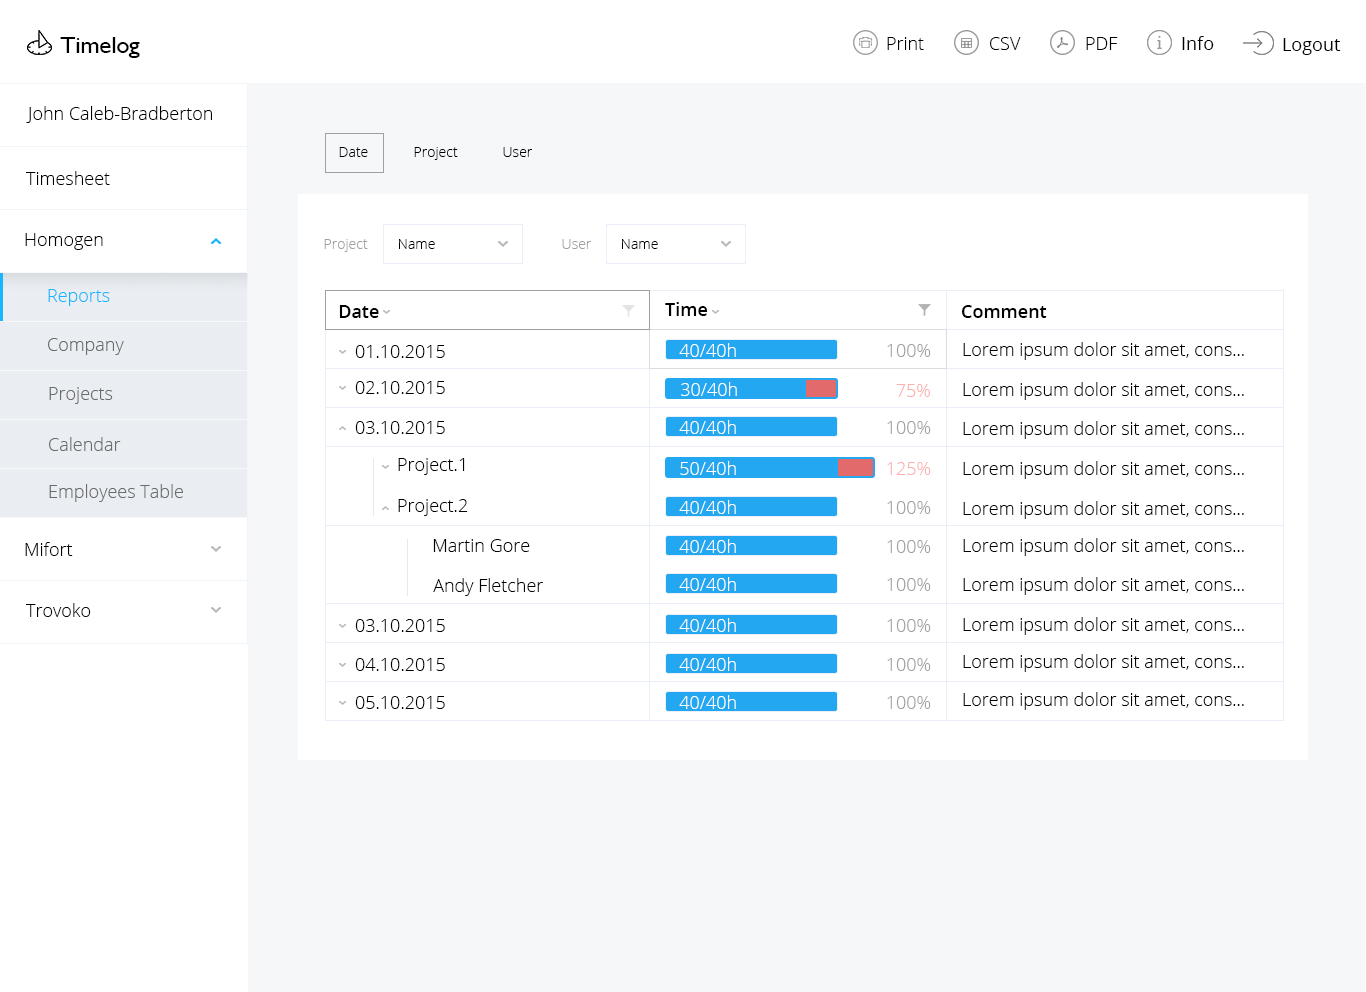 Timelog
Print CSV PDF Info Logout
John Caleb-Bradberton
Timesheet
Homogen
Reports
Company
Projects
Calendar
Employees Table
Mifort
Trovoko
Date Project User
Project Name User Name
Date Time Comment
01.10.2015 40/40h 100% Lorem ipsum dolor sit amet, cons...
02.10.2015 30/40h 75% Lorem ipsum dolor sit amet, cons...
03.10.2015 40/40h 100% Lorem ipsum dolor sit amet, cons...
Project.1 50/40h 125% Lorem ipsum dolor sit amet, cons...
Project.2 40/40h 100% Lorem ipsum dolor sit amet, cons...
Martin Gore 40/40h 100% Lorem ipsum dolor sit amet, cons...
Andy Fletcher 40/40h 100% Lorem ipsum dolor sit amet, cons...
03.10.2015 40/40h 100% Lorem ipsum dolor sit amet, cons...
04.10.2015 40/40h 100% Lorem ipsum dolor sit amet, cons...
05.10.2015 40/40h 100% Lorem ipsum dolor sit amet, cons...